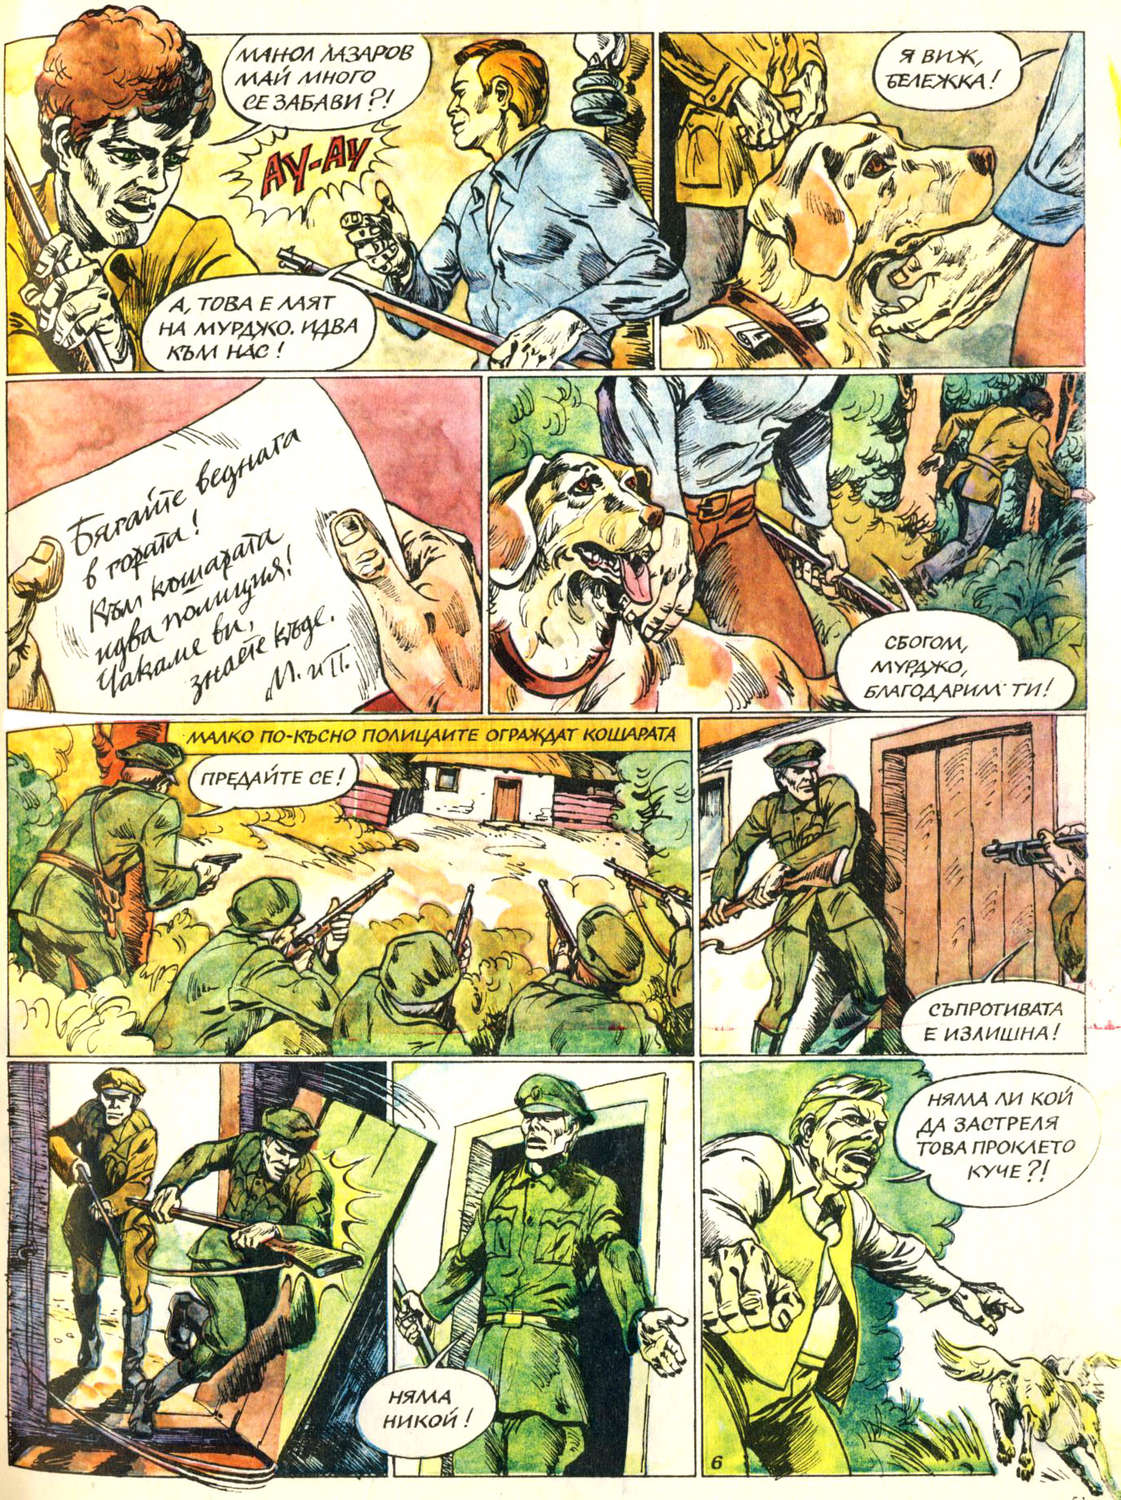 МАНОЛ ЛАЗАРОВ
МАЙ МНОГО
СЕ ЗАБАВИ?!
АУ-АУ
А, ТОВА Е ЛАЯТ
НА МУРДЖО. ИДВА
КЪМ НАС!
Я ВИЖ,
БЕЛЕЖКА!
Бягайте веднага
в гората!
Към кошарата
идва полиция!
Чакаме ви,
знаете къде.
М. и П.
СБОГОМ,
МУРДЖО,
БЛАГОДАРИМ ТИ!
МАЛКО ПО-КЪСНО ПОЛИЦАИТЕ ОГРАЖДАТ КОШАРАТА
ПРЕДАЙТЕ СЕ!
СЪПРОТИВАТА
Е ИЗЛИШНА!
НЯМА
НИКОЙ!
НЯМА ЛИ КОЙ
ДА ЗАСТРЕЛЯ
ТОВА ПРОКЛЕТО
КУЧЕ?!
6